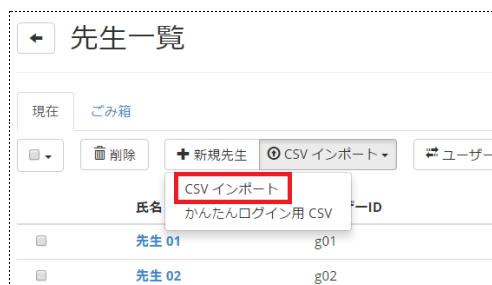 先生一覧
現在 ごみ箱
削除 新規先生 CSV インポート ユーザー
CSV インポート
かんたんログイン用 CSV
氏名 ーID
先生 01 g01
先生 02 g02